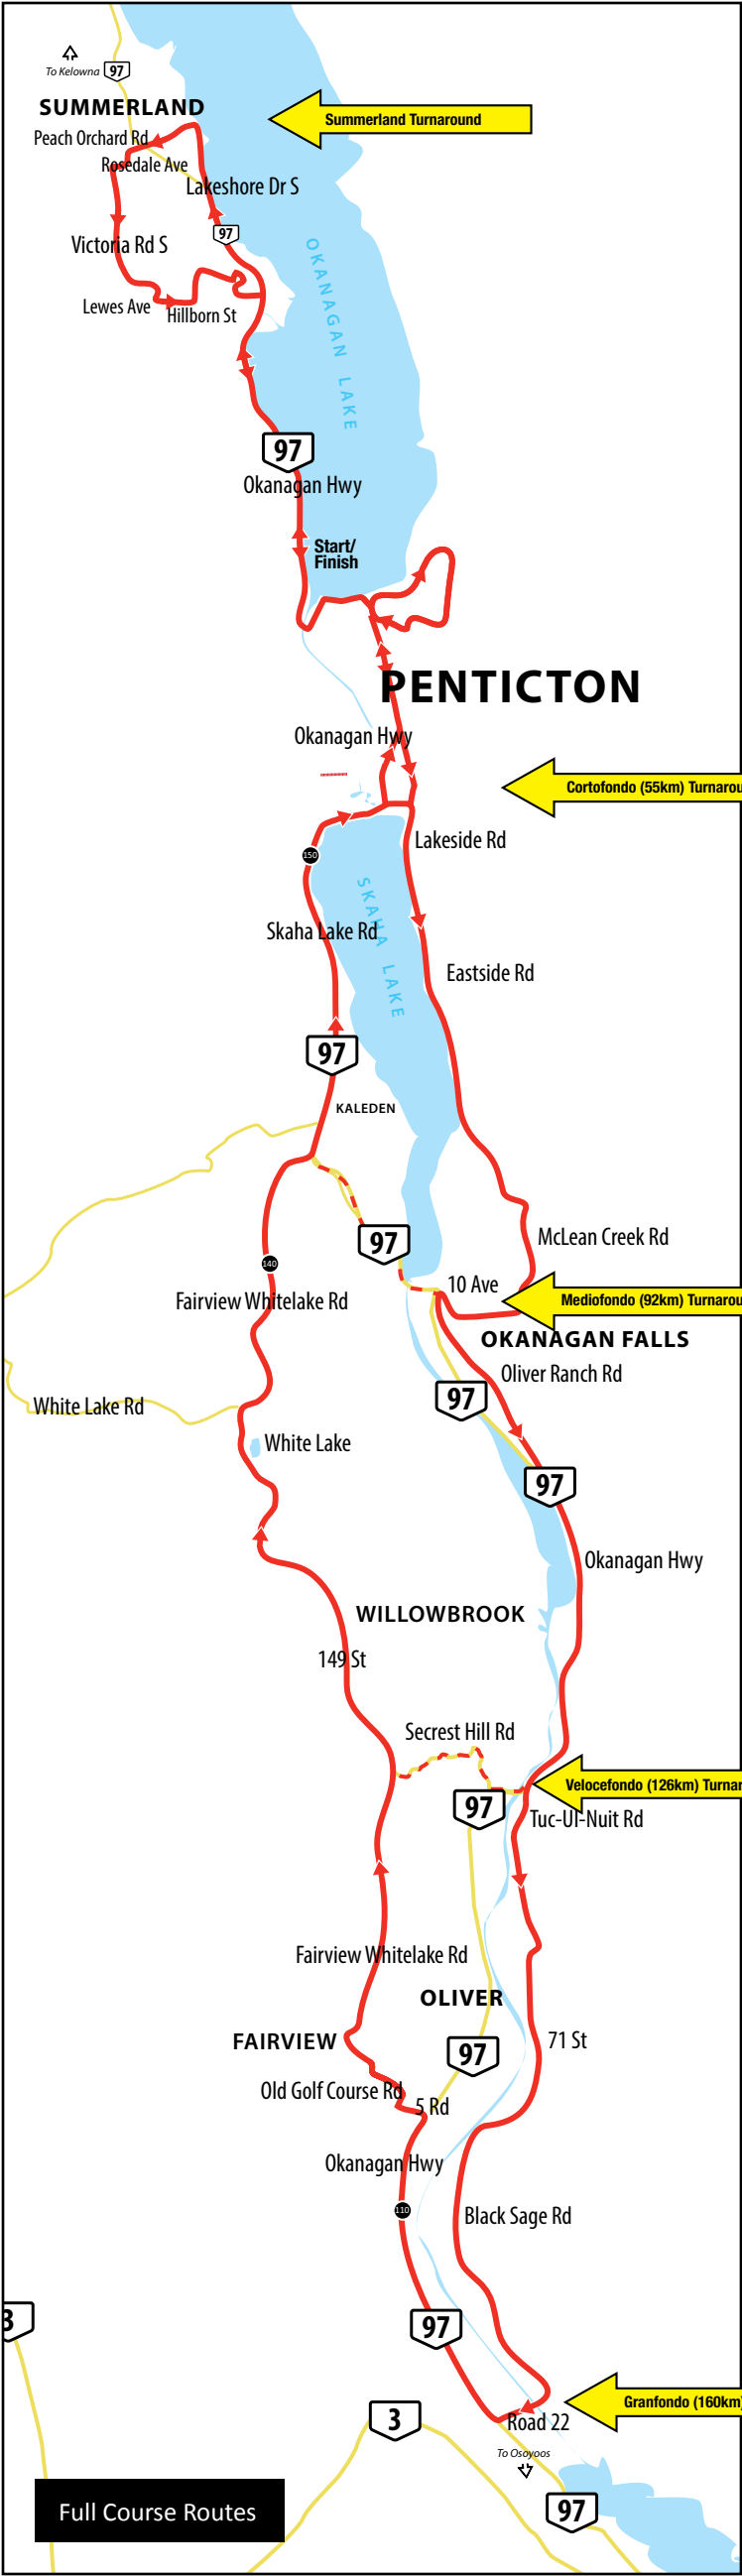 To Kelowna
97
SUMMERLAND
Summerland Turnaround
Peach Orchard Rd
Rosedale Ave
Lakeshore Dr S
97
Victoria Rd S
OKANAGAN LAKE
Lewes Ave
Hillborn St
97
Okanagan Hwy
Start/
Finish
PENTICTON
Okanagan Hwy
Cortofondo (55km) Turnarou
Lakeside Rd
150
SKAHA LAKE
Skaha Lake Rd
Eastside Rd
97
KALEDEN
McLean Creek Rd
97
140
10 Ave
Fairview Whitelake Rd
Mediofondo (92km) Turnarou
OKANAGAN FALLS
Oliver Ranch Rd
97
White Lake Rd
White Lake
97
Okanagan Hwy
WILLOWBROOK
149 St
Secrest Hill Rd
Velocefondo (126km) Turnar
97
Tuc-Ul-Nuit Rd
Fairview Whitelake Rd
OLIVER
FAIRVIEW
71 St
97
Old Golf Course Rd
5 Rd
Okanagan Hwy
110
Black Sage Rd
3
97
Granfondo (160km)
3
Road 22
To Osoyoos
97
Full Course Routes